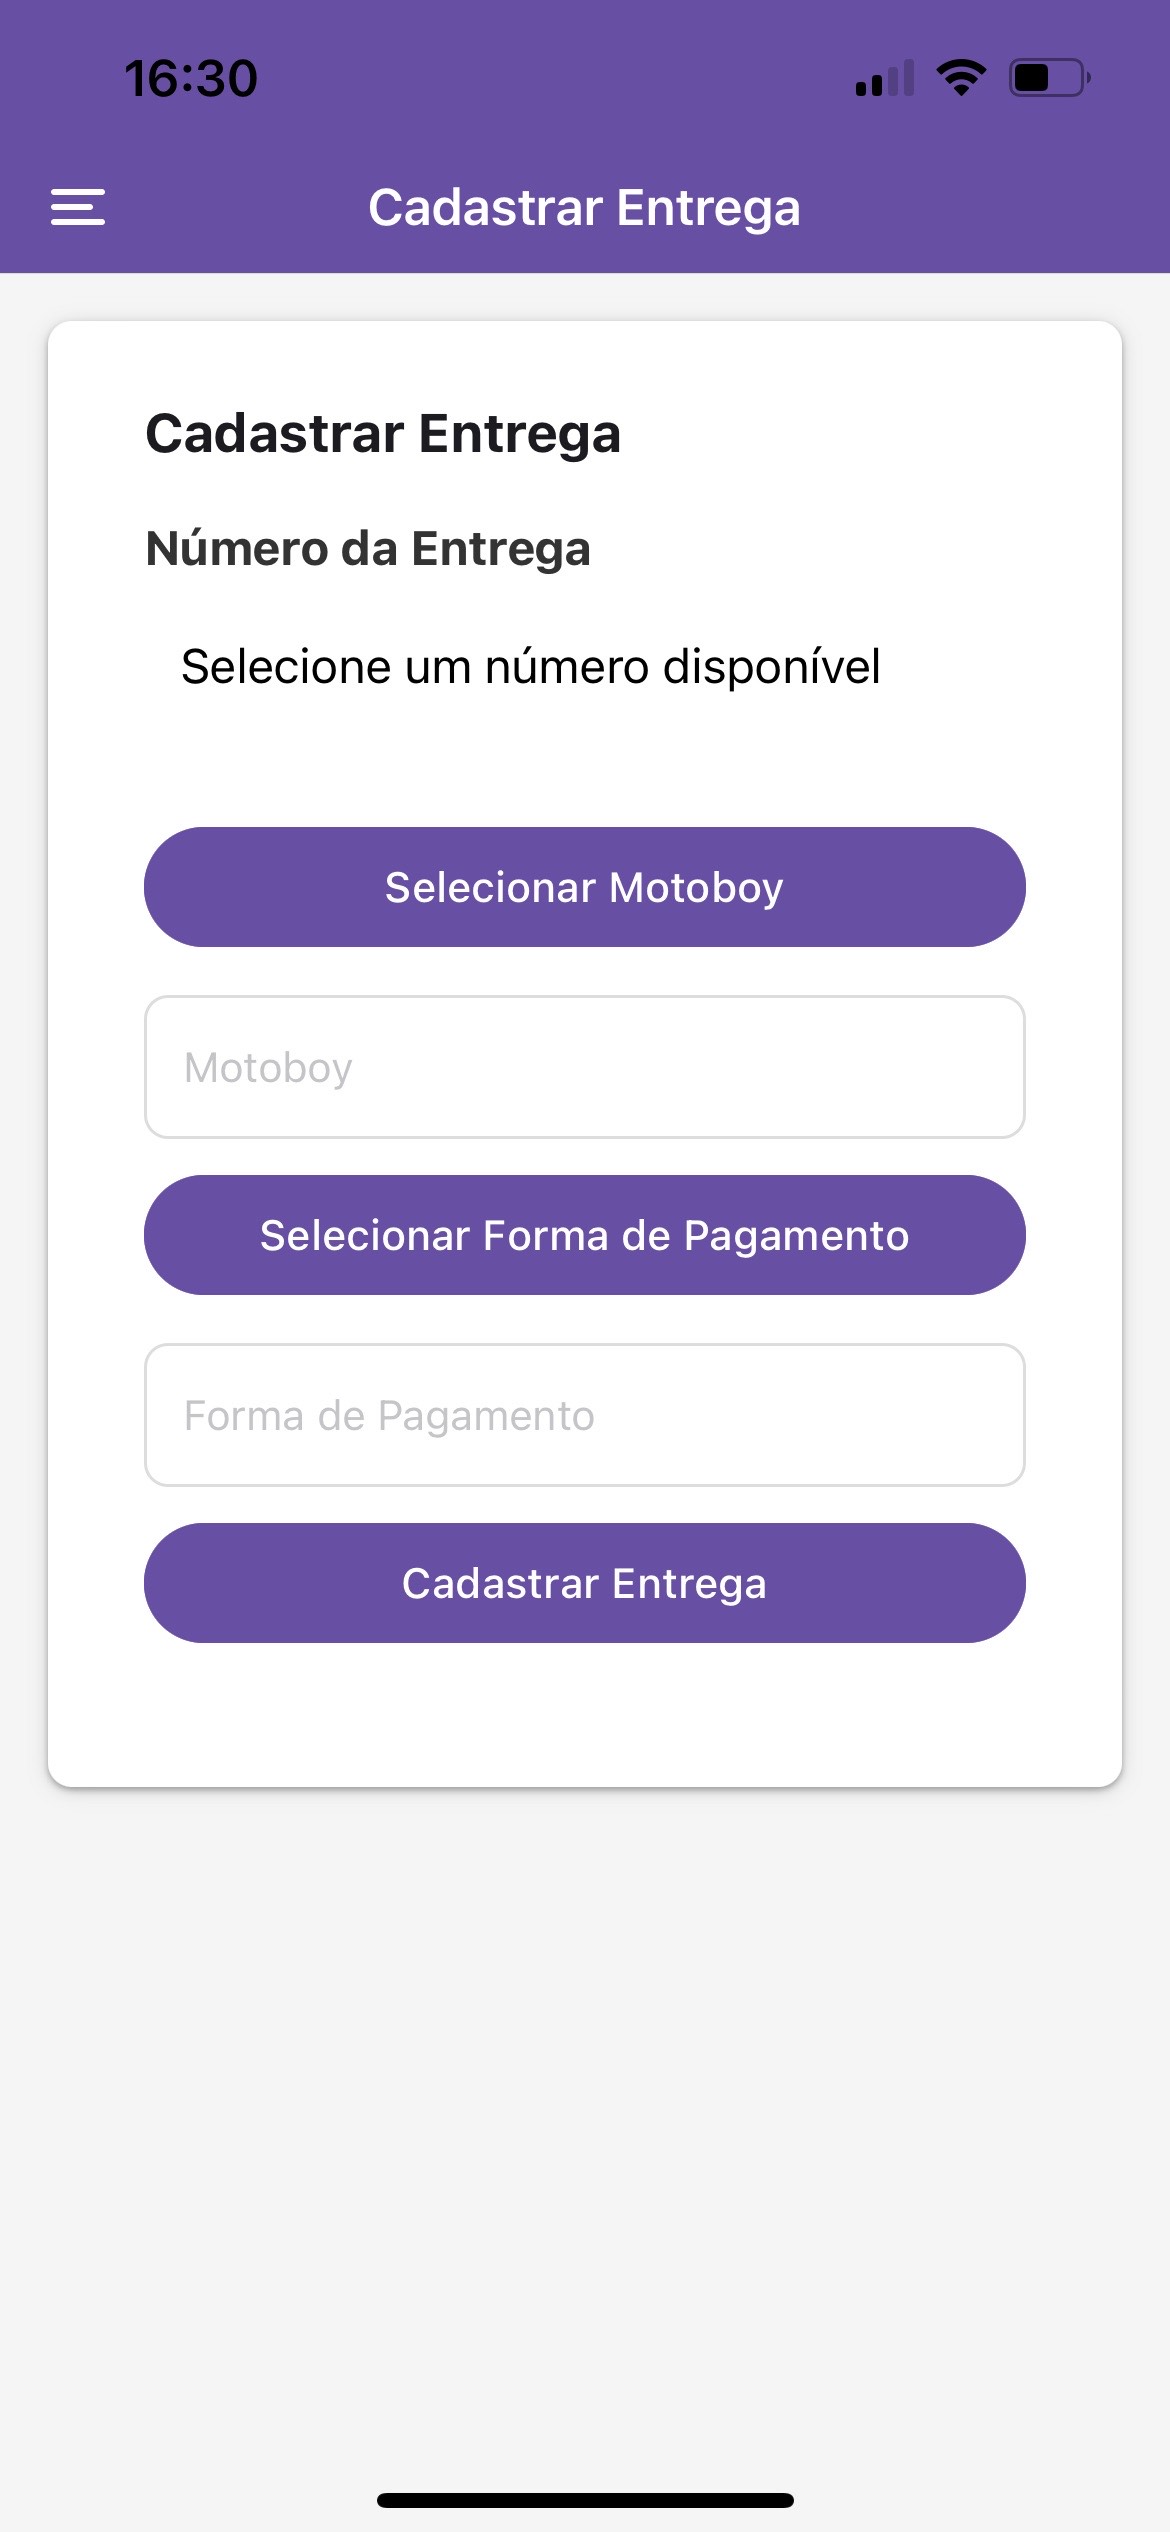 16:30
Cadastrar Entrega
Cadastrar Entrega
Número da Entrega
Selecione um número disponível
Selecionar Motoboy
Motoboy
Selecionar Forma de Pagamento
Forma de Pagamento
Cadastrar Entrega